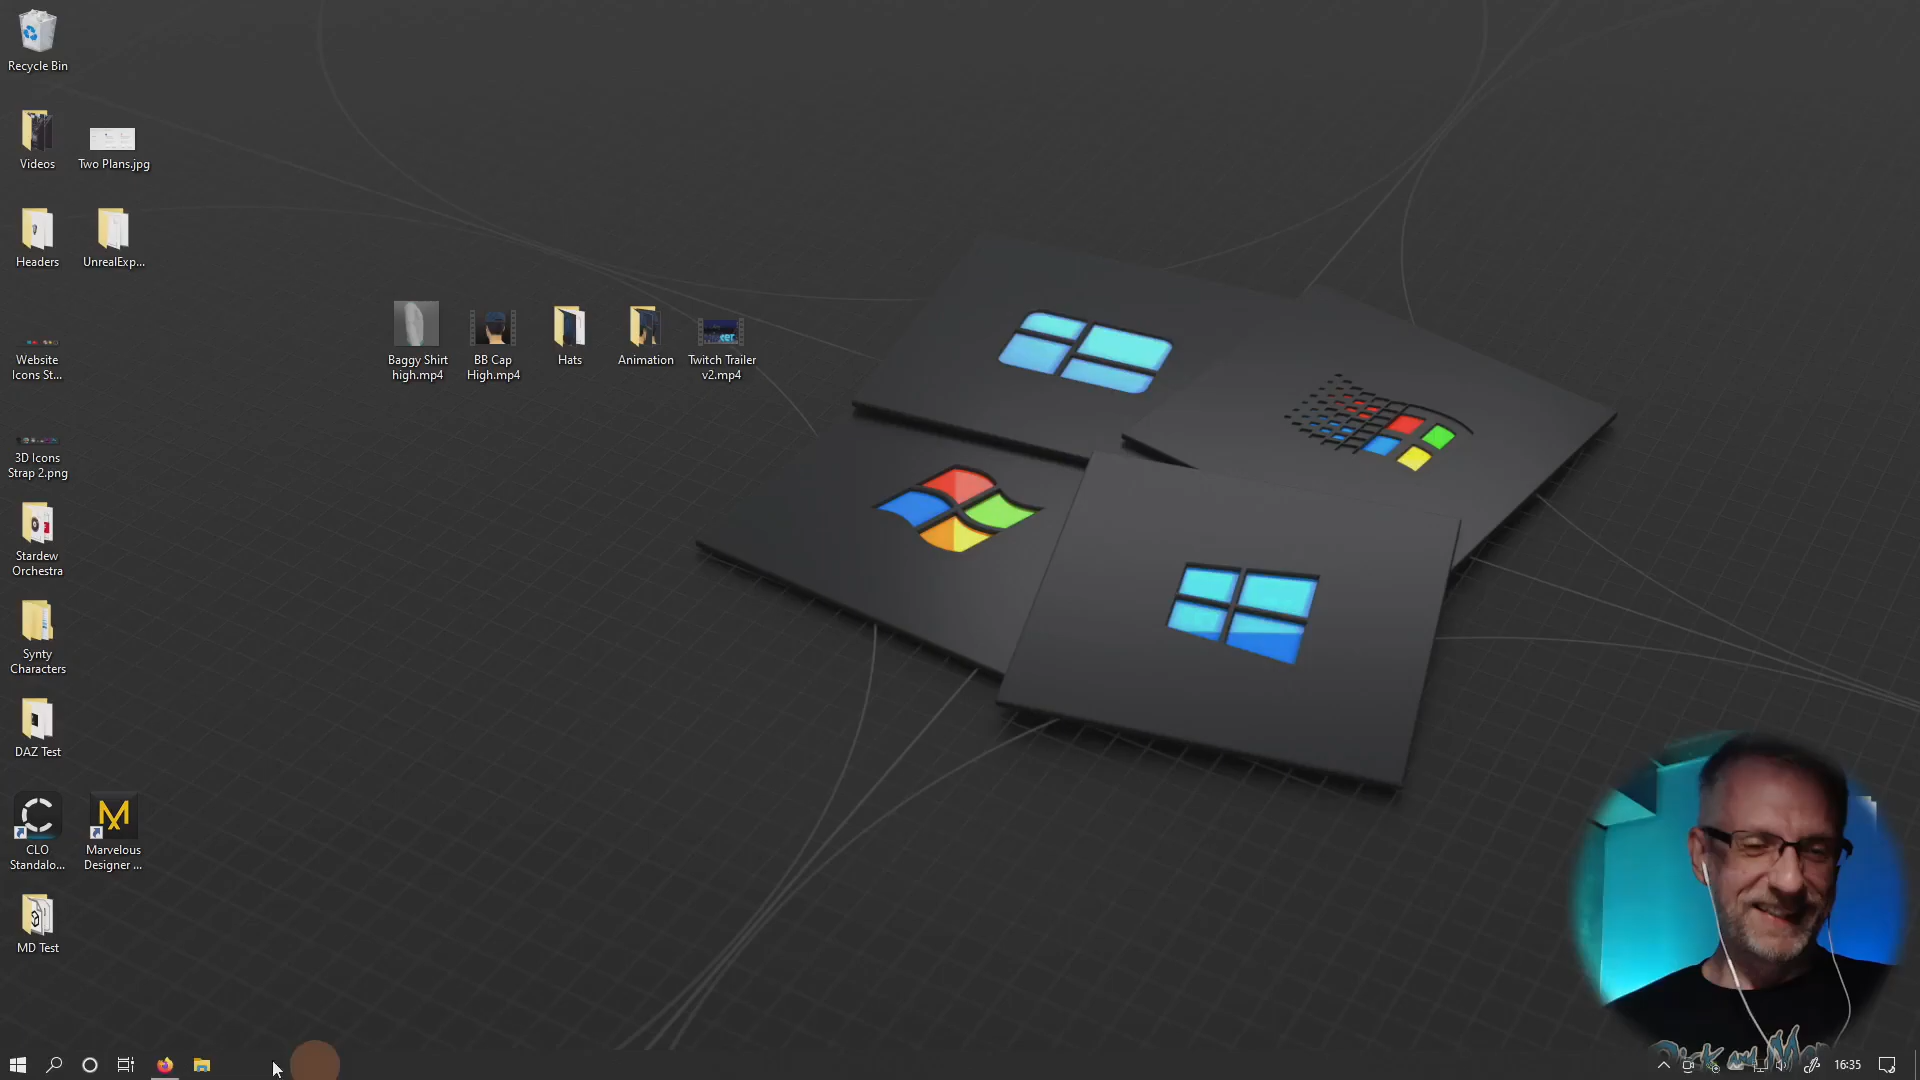 Recycle Bin
Videos
Two Plans.jpg
Headers
UnrealExp...
Website
Icons St...
Baggy Shirt
high.mp4
BB Cap
High.mp4
Hats
Animation
Twitch Trailer
v2.mp4
3D Icons
Strap 2.png
Stardew
Orchestra
Synty
Characters
DAZ Test
CLO
Standalo...
Marvelous
Designer ...
MD Test
16:35